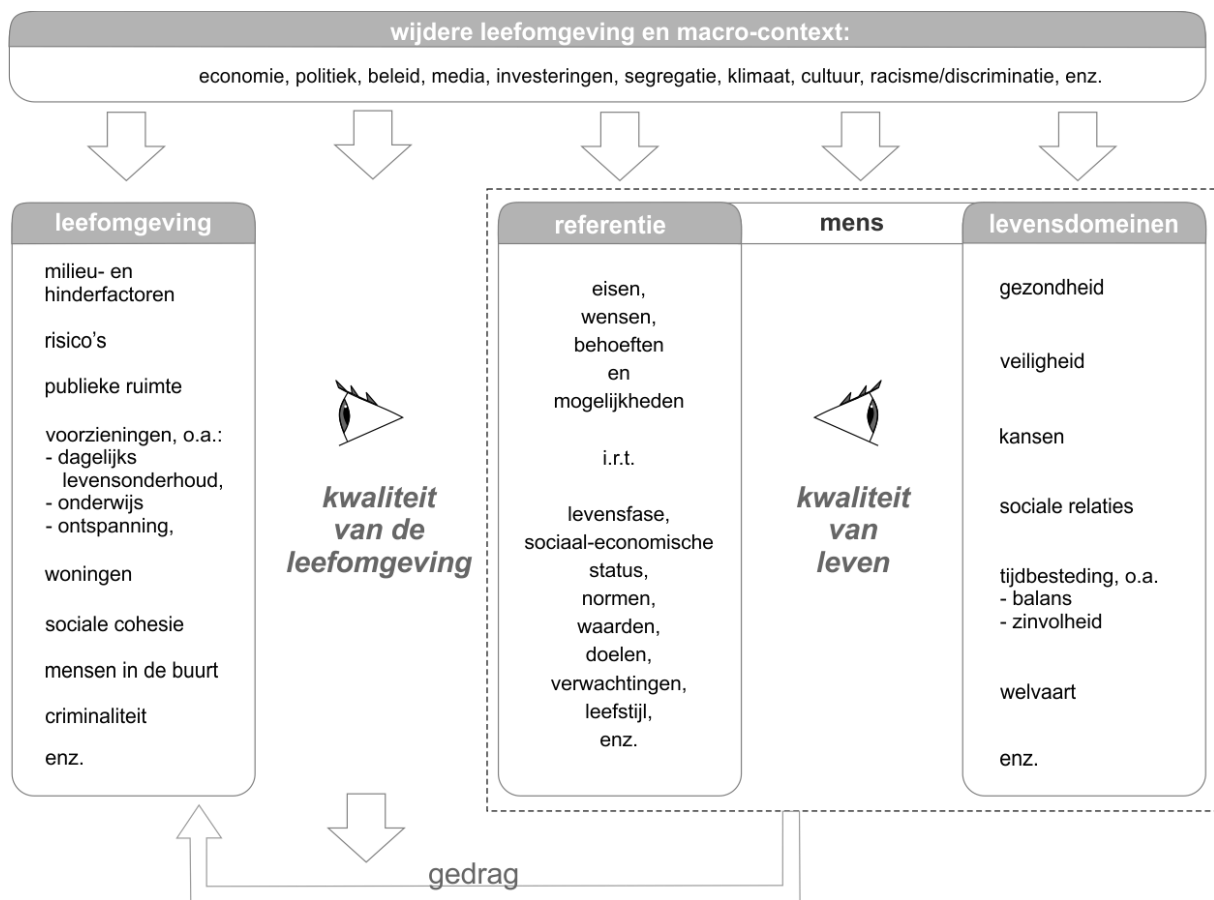 wijdere leefomgeving en macro-context:
economie, politiek, beleid, media, investeringen, segregatie, klimaat, cultuur, racisme/discriminatie, enz.
leefomgeving
milieu- en
hinderfactoren
risico's
publieke ruimte
voorzieningen, o.a.:
- dagelijks
levensonderhoud,
- onderwijs
- ontspanning,
woningen
sociale cohesie
mensen in de buurt
criminaliteit
enz.
kwaliteit
van de
leefomgeving
referentie
eisen,
wensen,
behoeften
en
mogelijkheden
i.r.t.
levensfase,
sociaal-economische
status,
normen,
waarden,
doelen,
verwachtingen,
leefstijl,
enz.
mens
kwaliteit
van
leven
levensdomeinen
gezondheid
veiligheid
kansen
sociale relaties
tijdbesteding, o.a.
- balans
- zinvolheid
welvaart
enz.
gedrag